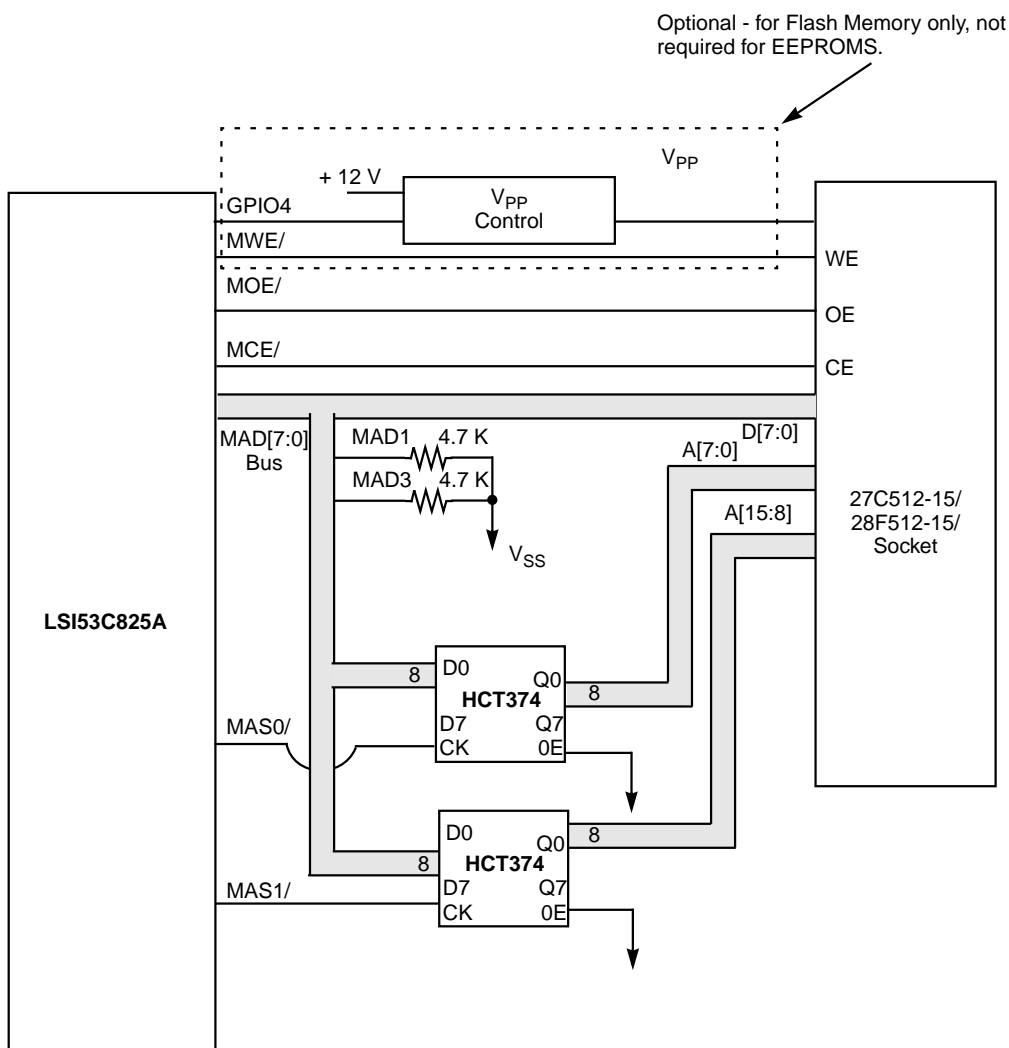 Optional - for Flash Memory only, not
required for EEPROMS.
VPP
+ 12 V
VPP
Control
GPIO4
MWE/
WE
MOE/
OE
MCE/
CE
MAD[7:0]
Bus
MAD1 4.7 K
MAD3 4.7 K
VSS
D[7:0]
A[7:0]
A[15:8]
27C512-15/
28F512-15/
Socket
LSI53C825A
8
D0
Q0
HCT374
8
D7
Q7
CK
0E
MAS0/
8
D0
Q0
HCT374
8
D7
Q7
CK
0E
MAS1/